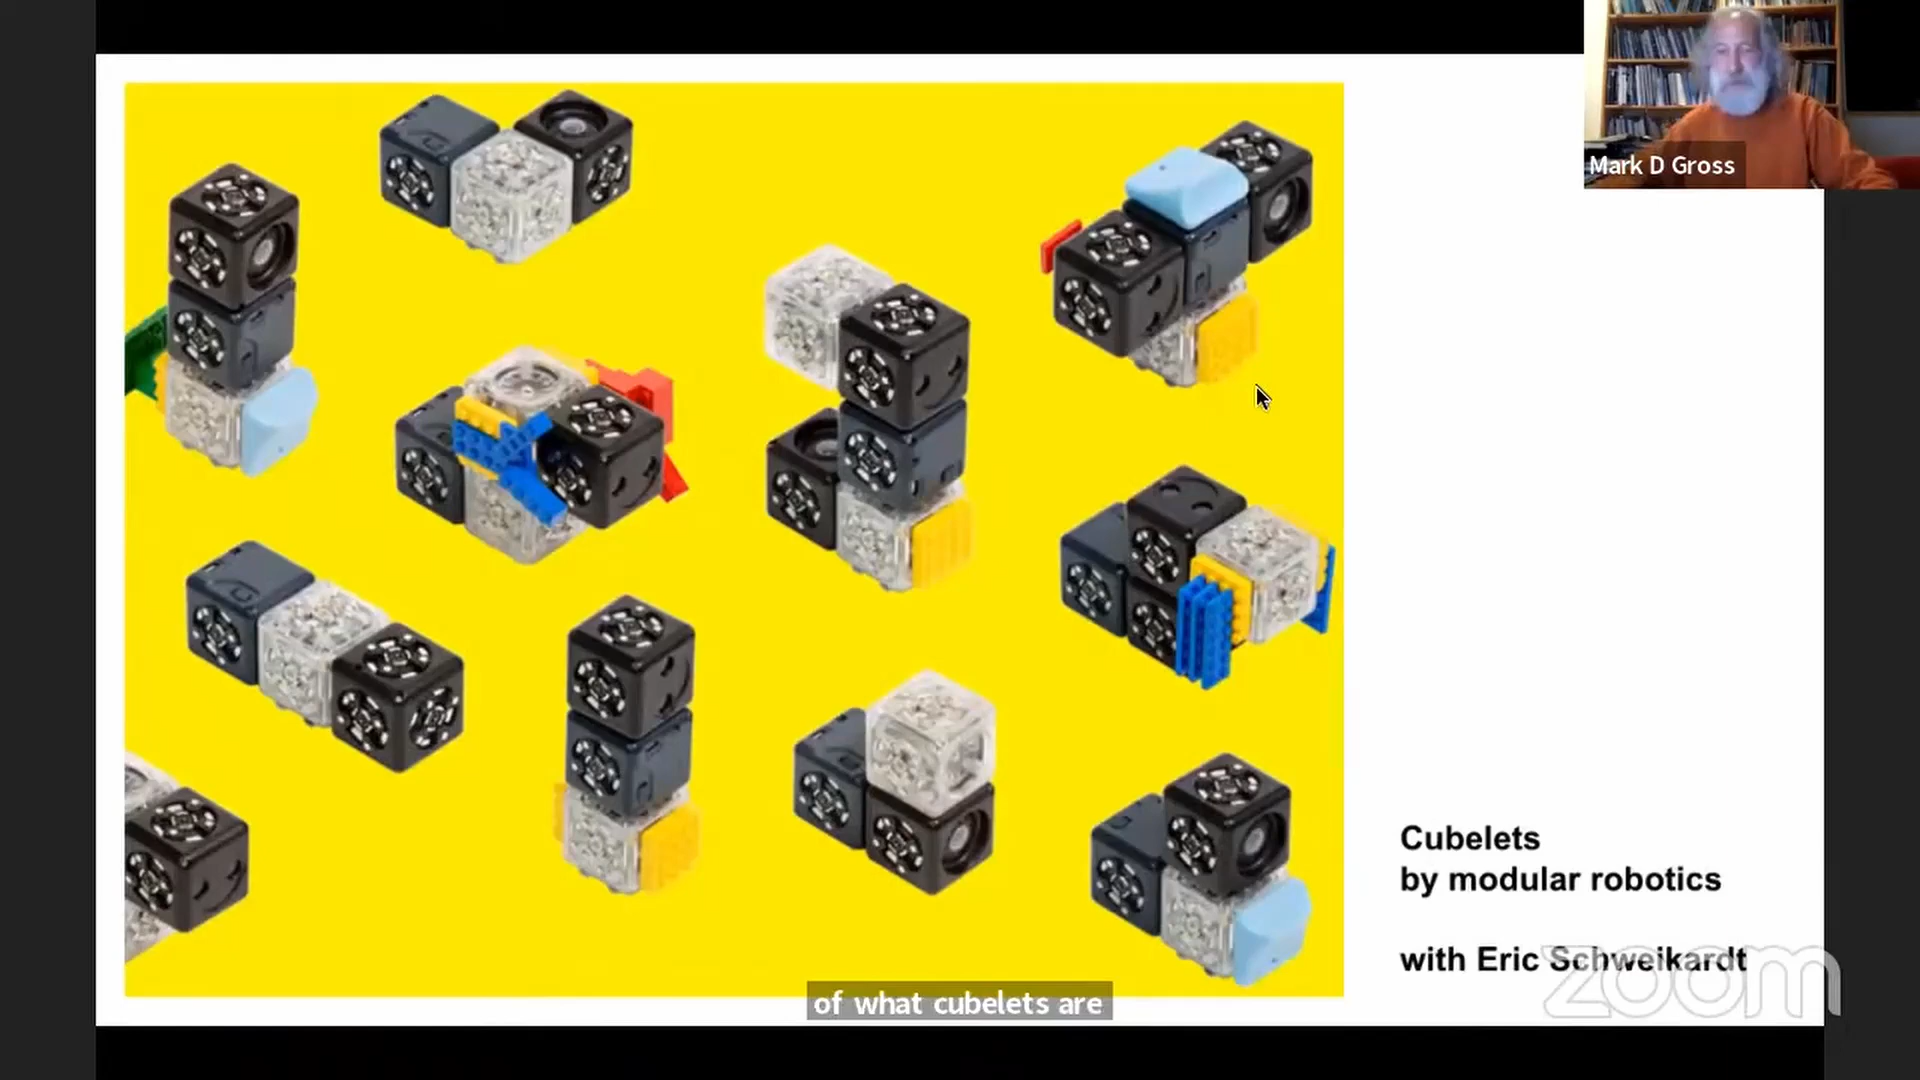 Mark D Gross
Cubelets
by modular robotics
with Eric Schweikardt
zoom
of what cubelets are